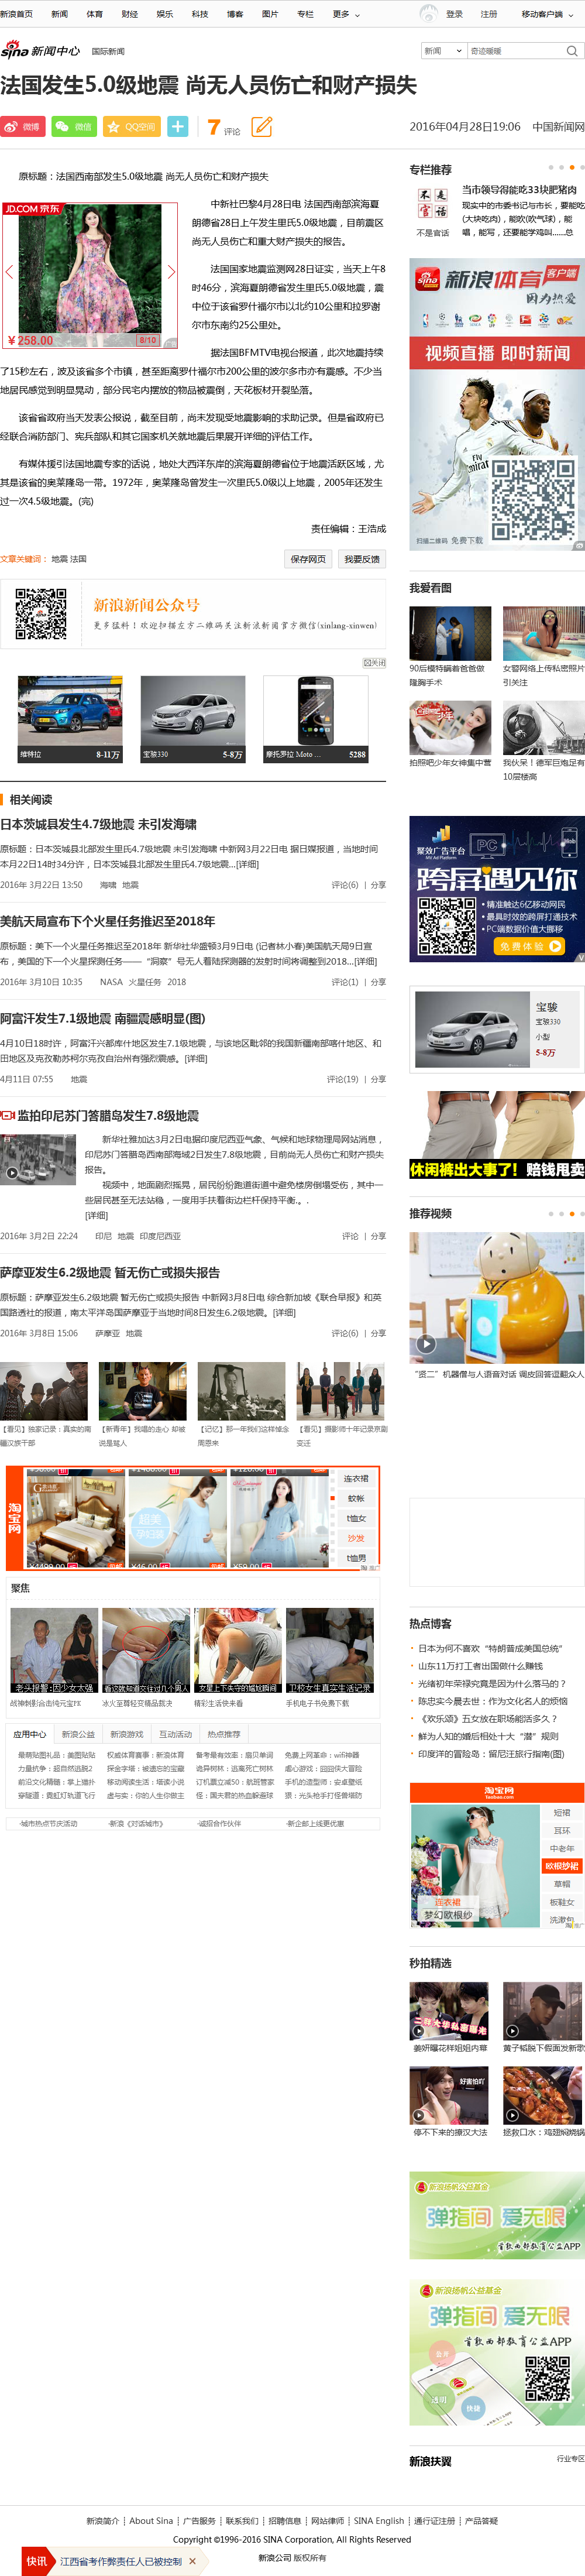 新浪首页 新闻 体育 财经 娱乐 科技 博客 图片 专栏 更多 登录 注册 移动客户端
sina 新闻中心 国际新闻 新闻 奇迹暖暖
法国发生5.0级地震 尚无人员伤亡和财产损失
微博 微信 QQ空间 7 评论 2016年04月28日19:06 中国新闻网
原标题：法国西南部发生5.0级地震 尚无人员伤亡和财产损失
JD.COM 京东
¥258.00 8/10
中新社巴黎4月28日电 法国西南部滨海夏
朗德省28日上午发生里氏5.0级地震，目前震区
尚无人员伤亡和重大财产损失的报告。
法国国家地震监测网28日证实，当天上午8
时46分，滨海夏朗德省发生里氏5.0级地震，震
中位于该省罗什福尔市以北约10公里和拉罗谢
尔市东南约25公里处。
据法国BFMTV电视台报道，此次地震持续
了15秒左右，波及该省多个市镇，甚至距离罗什福尔市200公里的波尔多市亦有震感。不少当
地居民感觉到明显晃动，部分民宅内摆放的物品被震倒，天花板材开裂坠落。
该省省政府当天发表公报说，截至目前，尚未发现受地震影响的求助记录。但是省政府已
经联合消防部门、宪兵部队和其它国家机关就地震后果展开详细的评估工作。
有媒体援引法国地震专家的话说，地处大西洋东岸的滨海夏朗德省位于地震活跃区域，尤
其是一该省的奥莱隆岛一带。1972年，奥莱隆岛曾发生一次里氏5.0级以上地震，2005年还发生
过一次4.5级地震。(完)
责任编辑：王浩成
文章关键词： 地震 法国 保存网页 我要反馈
新浪新闻公众号
更多猛料！欢迎扫描左方二维码关注新浪新闻官方微信(xinlang-xinwen)
关闭
维特拉 8-11万 宝骏330 5-8万 摩托罗拉 Moto ... 5288
相关阅读
日本茨城县发生4.7级地震 未引发海啸
原标题：日本茨城县北部发生里氏4.7级地震 未引发海啸 中新网3月22日电 据日媒报道，当地时间
本月22日14时34分许，日本茨城县北部发生里氏4.7级地震...[详细]
2016年 3月22日 13:50 海啸 地震 评论(6) | 分享
美航天局宣布下个火星任务推迟至2018年
原标题：美下一个火星任务推迟至2018年 新华社华盛顿3月9日电 (记者林小春)美国航天局9日宣
布，美国的下一个火星探测任务——“洞察”号无人着陆探测器的发射时间将调整到2018...[详细]
2016年 3月10日 10:35 NASA 火星任务 2018 评论(1) | 分享
阿富汗发生7.1级地震 南疆震感明显(图)
4月10日18时许，阿富汗兴都库什地区发生7.1级地震，与该地区毗邻的我国新疆南部喀什地区、和
田地区及克孜勒苏柯尔克孜自治州有强烈震感。[详细]
4月11日 07:55 地震 评论(19) | 分享
监拍印尼苏门答腊岛发生7.8级地震
新华社雅加达3月2日电据印度尼西亚气象、气候和地球物理局网站消息，
印尼苏门答腊岛西南部海域2日发生7.8级地震，目前尚无人员伤亡和财产损失
报告。
视频中，地面剧烈摇晃，居民纷纷跑道街道中避免楼房倒塌受伤，其中一
些居民甚至无法站稳，一度用手扶着街边栏杆保持平衡.。.
[详细]
2016年 3月2日 22:24 印尼 地震 印度尼西亚 评论 | 分享
萨摩亚发生6.2级地震 暂无伤亡或损失报告
原标题：萨摩亚发生6.2级地震 暂无伤亡或损失报告 中新网3月8日电 综合新加坡《联合早报》和英
国路透社的报道，南太平洋岛国萨摩亚于当地时间8日发生6.2级地震。[详细]
2016年 3月8日 15:06 萨摩亚 地震 评论(6) | 分享
【看见】独家记录：真实的南疆汉族干部
【新青年】我唱的走心 却被说是骂人
【记忆】那一年我们这样悼念周恩来
【看见】摄影师十年记录京剧变迁
淘宝网 连衣裙 蚊帐 t恤女 沙发 t恤男
¥4499.00 ¥46.00 ¥59.00
聚焦
老头报警:因少女太强 看这就知道交往过几个男人 女星上下失守的尴尬瞬间 卫校女生真实生活记录
战神刺影合击纯元宝PK 冰火至尊轻变精品裁决 精彩生活快来看 手机电子书免费下载
应用中心 新浪公益 新浪游戏 互动活动 热点推荐
·城市热点节庆活动 ·新浪《对话城市》 ·诚招合作伙伴 ·新企邮上线更优惠
专栏推荐
不是官话
当市领导得能吃33块肥猪肉
现实中的市委书记与市长，要能吃
(大块吃肉)，能吹(吹气球)，能
唱，能写，还要能学鸡叫……总
新浪体育 客户端
因为热爱
视频直播 即时新闻
扫描二维码 免费下载
我爱看图
90后模特瞒着爸爸做隆胸手术
女警网络上传私密照片引关注
拍照吧少年女神集中营
我伙呆！德军巨炮足有10层楼高
聚效广告平台 PC
跨屏遇见你
精准触达6亿移动网民
最具时效的跨屏打通技术
PC端数据价值大挪移
免费体验
宝骏
宝骏330
小型
5-8万
休闲裤出大事了！赔钱甩卖
推荐视频
“贤二”机器僧与人语音对话 调皮回答逗翻众人
热点博客
日本为何不喜欢“特朗普成美国总统”
山东11万打工者出国做什么赚钱
光绪初年荣禄究竟是因为什么落马的？
陈忠实今晨去世：作为文化名人的烦恼
《欢乐颂》五女放在职场能活多久？
鲜为人知的婚后相处十大“潜”规则
印度洋的冒险岛：留尼汪旅行指南(图)
淘宝网
Taobao.com
短裙
耳环
中老年
欧根纱裙
草帽
板鞋女
洗漱包
连衣裙
梦幻欧根纱
秒拍精选
姜妍曝花样姐姐内幕 黄子韬脱下假面发新歌
停不下来的擦汉大法 拯救口水：鸡翅焖烧锅
新浪扬帆公益基金
弹指间 爱无限
首款西部教育公益APP
新浪扬帆公益基金
弹指间 爱无限
首款西部教育公益APP
新浪扶翼 行业专区
新浪简介 | About Sina | 广告服务 | 联系我们 | 招聘信息 | 网站律师 | SINA English | 通行证注册 | 产品答疑
Copyright ©1996-2016 SINA Corporation, All Rights Reserved
新浪公司 版权所有
快讯 江西省考作弊责任人已被控制